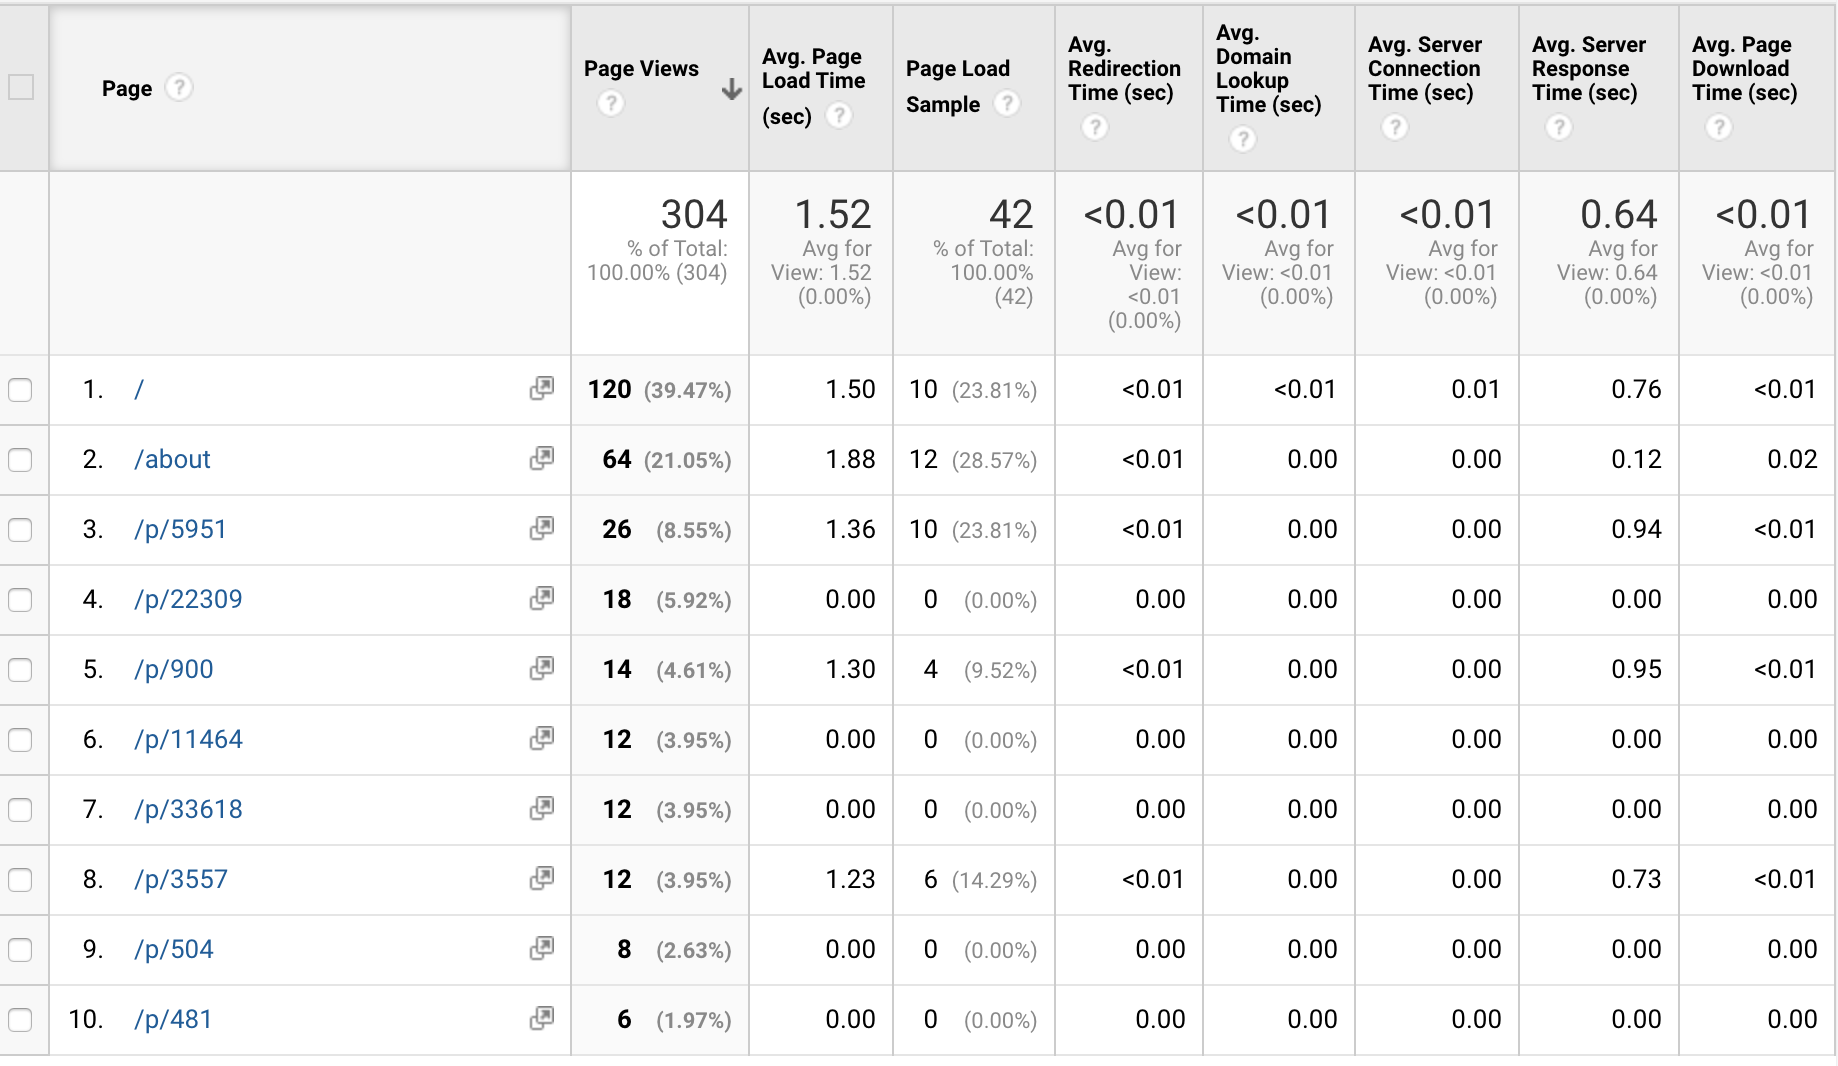 Page ?
Page Views ?
Avg. Page Load Time (sec) ?
Page Load Sample ?
Avg. Redirection Time (sec) ?
Avg. Domain Lookup Time (sec) ?
Avg. Server Connection Time (sec) ?
Avg. Server Response Time (sec) ?
Avg. Page Download Time (sec) ?
304 % of Total: 100.00% (304)
1.52 Avg for View: 1.52 (0.00%)
42 % of Total: 100.00% (42)
<0.01 Avg for View: <0.01 (0.00%)
<0.01 Avg for View: <0.01 (0.00%)
<0.01 Avg for View: <0.01 (0.00%)
0.64 Avg for View: 0.64 (0.00%)
<0.01 Avg for View: <0.01 (0.00%)
1. / 120 (39.47%) 1.50 10 (23.81%) <0.01 <0.01 0.01 0.76 <0.01
2. /about 64 (21.05%) 1.88 12 (28.57%) <0.01 0.00 0.00 0.12 0.02
3. /p/5951 26 (8.55%) 1.36 10 (23.81%) <0.01 0.00 0.00 0.94 <0.01
4. /p/22309 18 (5.92%) 0.00 0 (0.00%) 0.00 0.00 0.00 0.00 0.00
5. /p/900 14 (4.61%) 1.30 4 (9.52%) <0.01 0.00 0.00 0.95 <0.01
6. /p/11464 12 (3.95%) 0.00 0 (0.00%) 0.00 0.00 0.00 0.00 0.00
7. /p/33618 12 (3.95%) 0.00 0 (0.00%) 0.00 0.00 0.00 0.00 0.00
8. /p/3557 12 (3.95%) 1.23 6 (14.29%) <0.01 0.00 0.00 0.73 <0.01
9. /p/504 8 (2.63%) 0.00 0 (0.00%) 0.00 0.00 0.00 0.00 0.00
10. /p/481 6 (1.97%) 0.00 0 (0.00%) 0.00 0.00 0.00 0.00 0.00